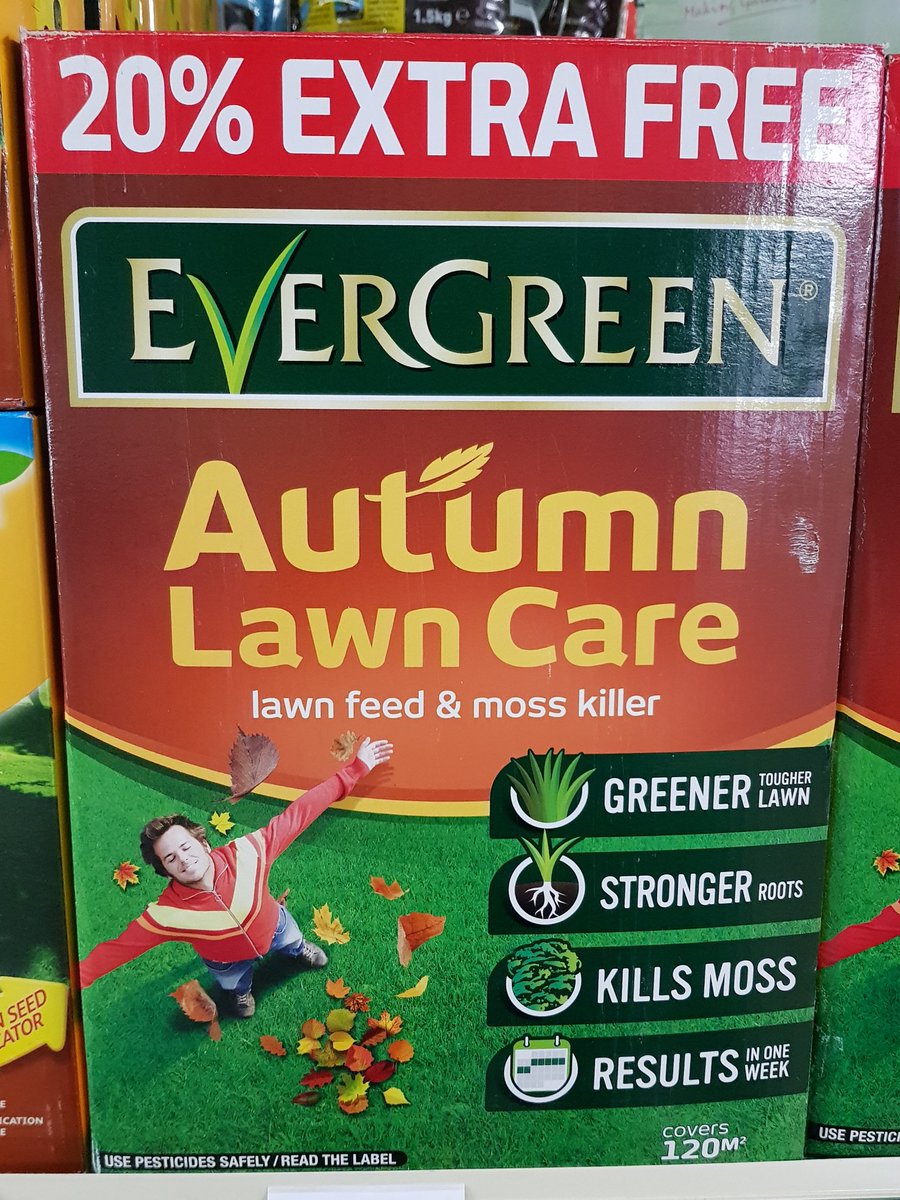 1.5kg e
20% EXTRA FREE
EVERGREEN®
Autumn
Lawn Care
lawn feed & moss killer
GREENER TOUGHER LAWN
STRONGER ROOTS
KILLS MOSS
RESULTS IN ONE WEEK
covers
120M²
USE PESTICIDES SAFELY / READ THE LABEL
SEED
USE PESTIC